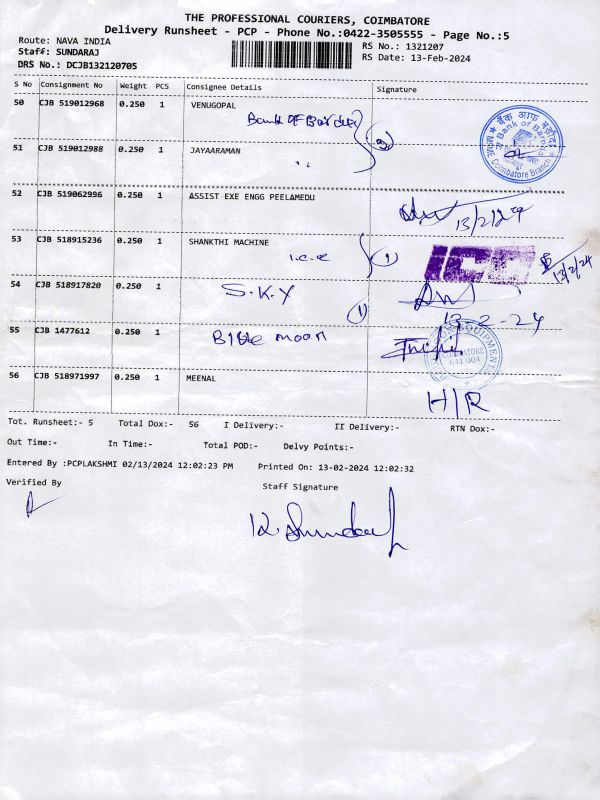 THE PROFESSIONAL COURIERS, COIMBATORE
Delivery Runsheet - PCP - Phone No.:0422-3505555 - Page No.:5
Route: NAVA INDIA
RS No.: 1321207
Staff: SUNDARAJ
RS Date: 13-Feb-2024
DRS No.: DCJB132120705
S No Consignment No Weight PCS Consignee Details Signature
50 CJB 519012968 0.250 1 VENUGOPAL
Bank Of Baroda
बैंक ऑफ़ बड़ौदा
Bank of Baroda
Coimbatore Branch
51 CJB 519012988 0.250 1 JAYAARAMAN
52 CJB 519062996 0.250 1 ASSIST EXE ENGG PEELAMEDU
13/2/24
53 CJB 518915236 0.250 1 SHANKTHI MACHINE
I.C.E
1
13/2/24
54 CJB 518917820 0.250 1 S.K.Y
1
13-2-24
55 CJB 1477612 0.250 1 Bible moon
56 CJB 518971997 0.250 1 MEENAL
H/R
Tot. Runsheet:- 5 Total Dox:- 56 I Delivery:- II Delivery:- RTN Dox:-
Out Time:- In Time:- Total POD:- Delvy Points:-
Entered By :PCPLAKSHMI 02/13/2024 12:02:23 PM Printed On: 13-02-2024 12:02:32
Verified By Staff Signature